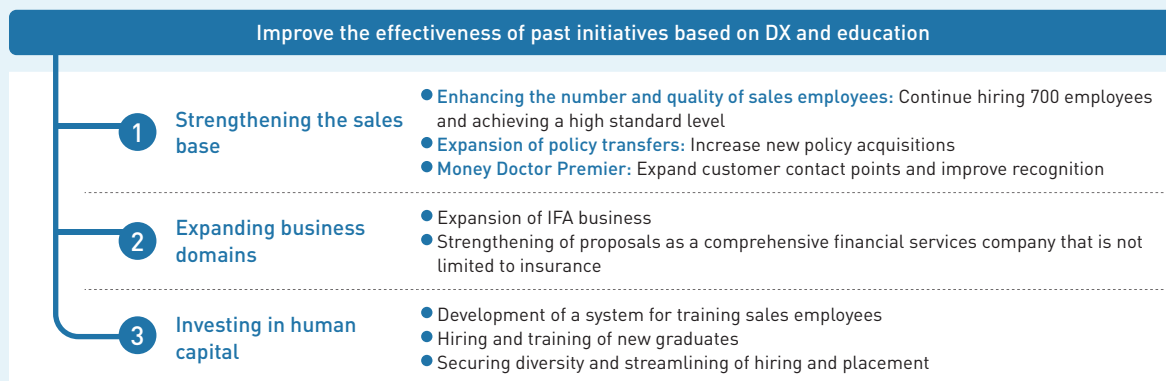 Improve the effectiveness of past initiatives based on DX and education
1
Strengthening the sales
base
● Enhancing the number and quality of sales employees: Continue hiring 700 employees
and achieving a high standard level
● Expansion of policy transfers: Increase new policy acquisitions
● Money Doctor Premier: Expand customer contact points and improve recognition
2
Expanding business
domains
● Expansion of IFA business
● Strengthening of proposals as a comprehensive financial services company that is not
limited to insurance
3
Investing in human
capital
● Development of a system for training sales employees
● Hiring and training of new graduates
● Securing diversity and streamlining of hiring and placement